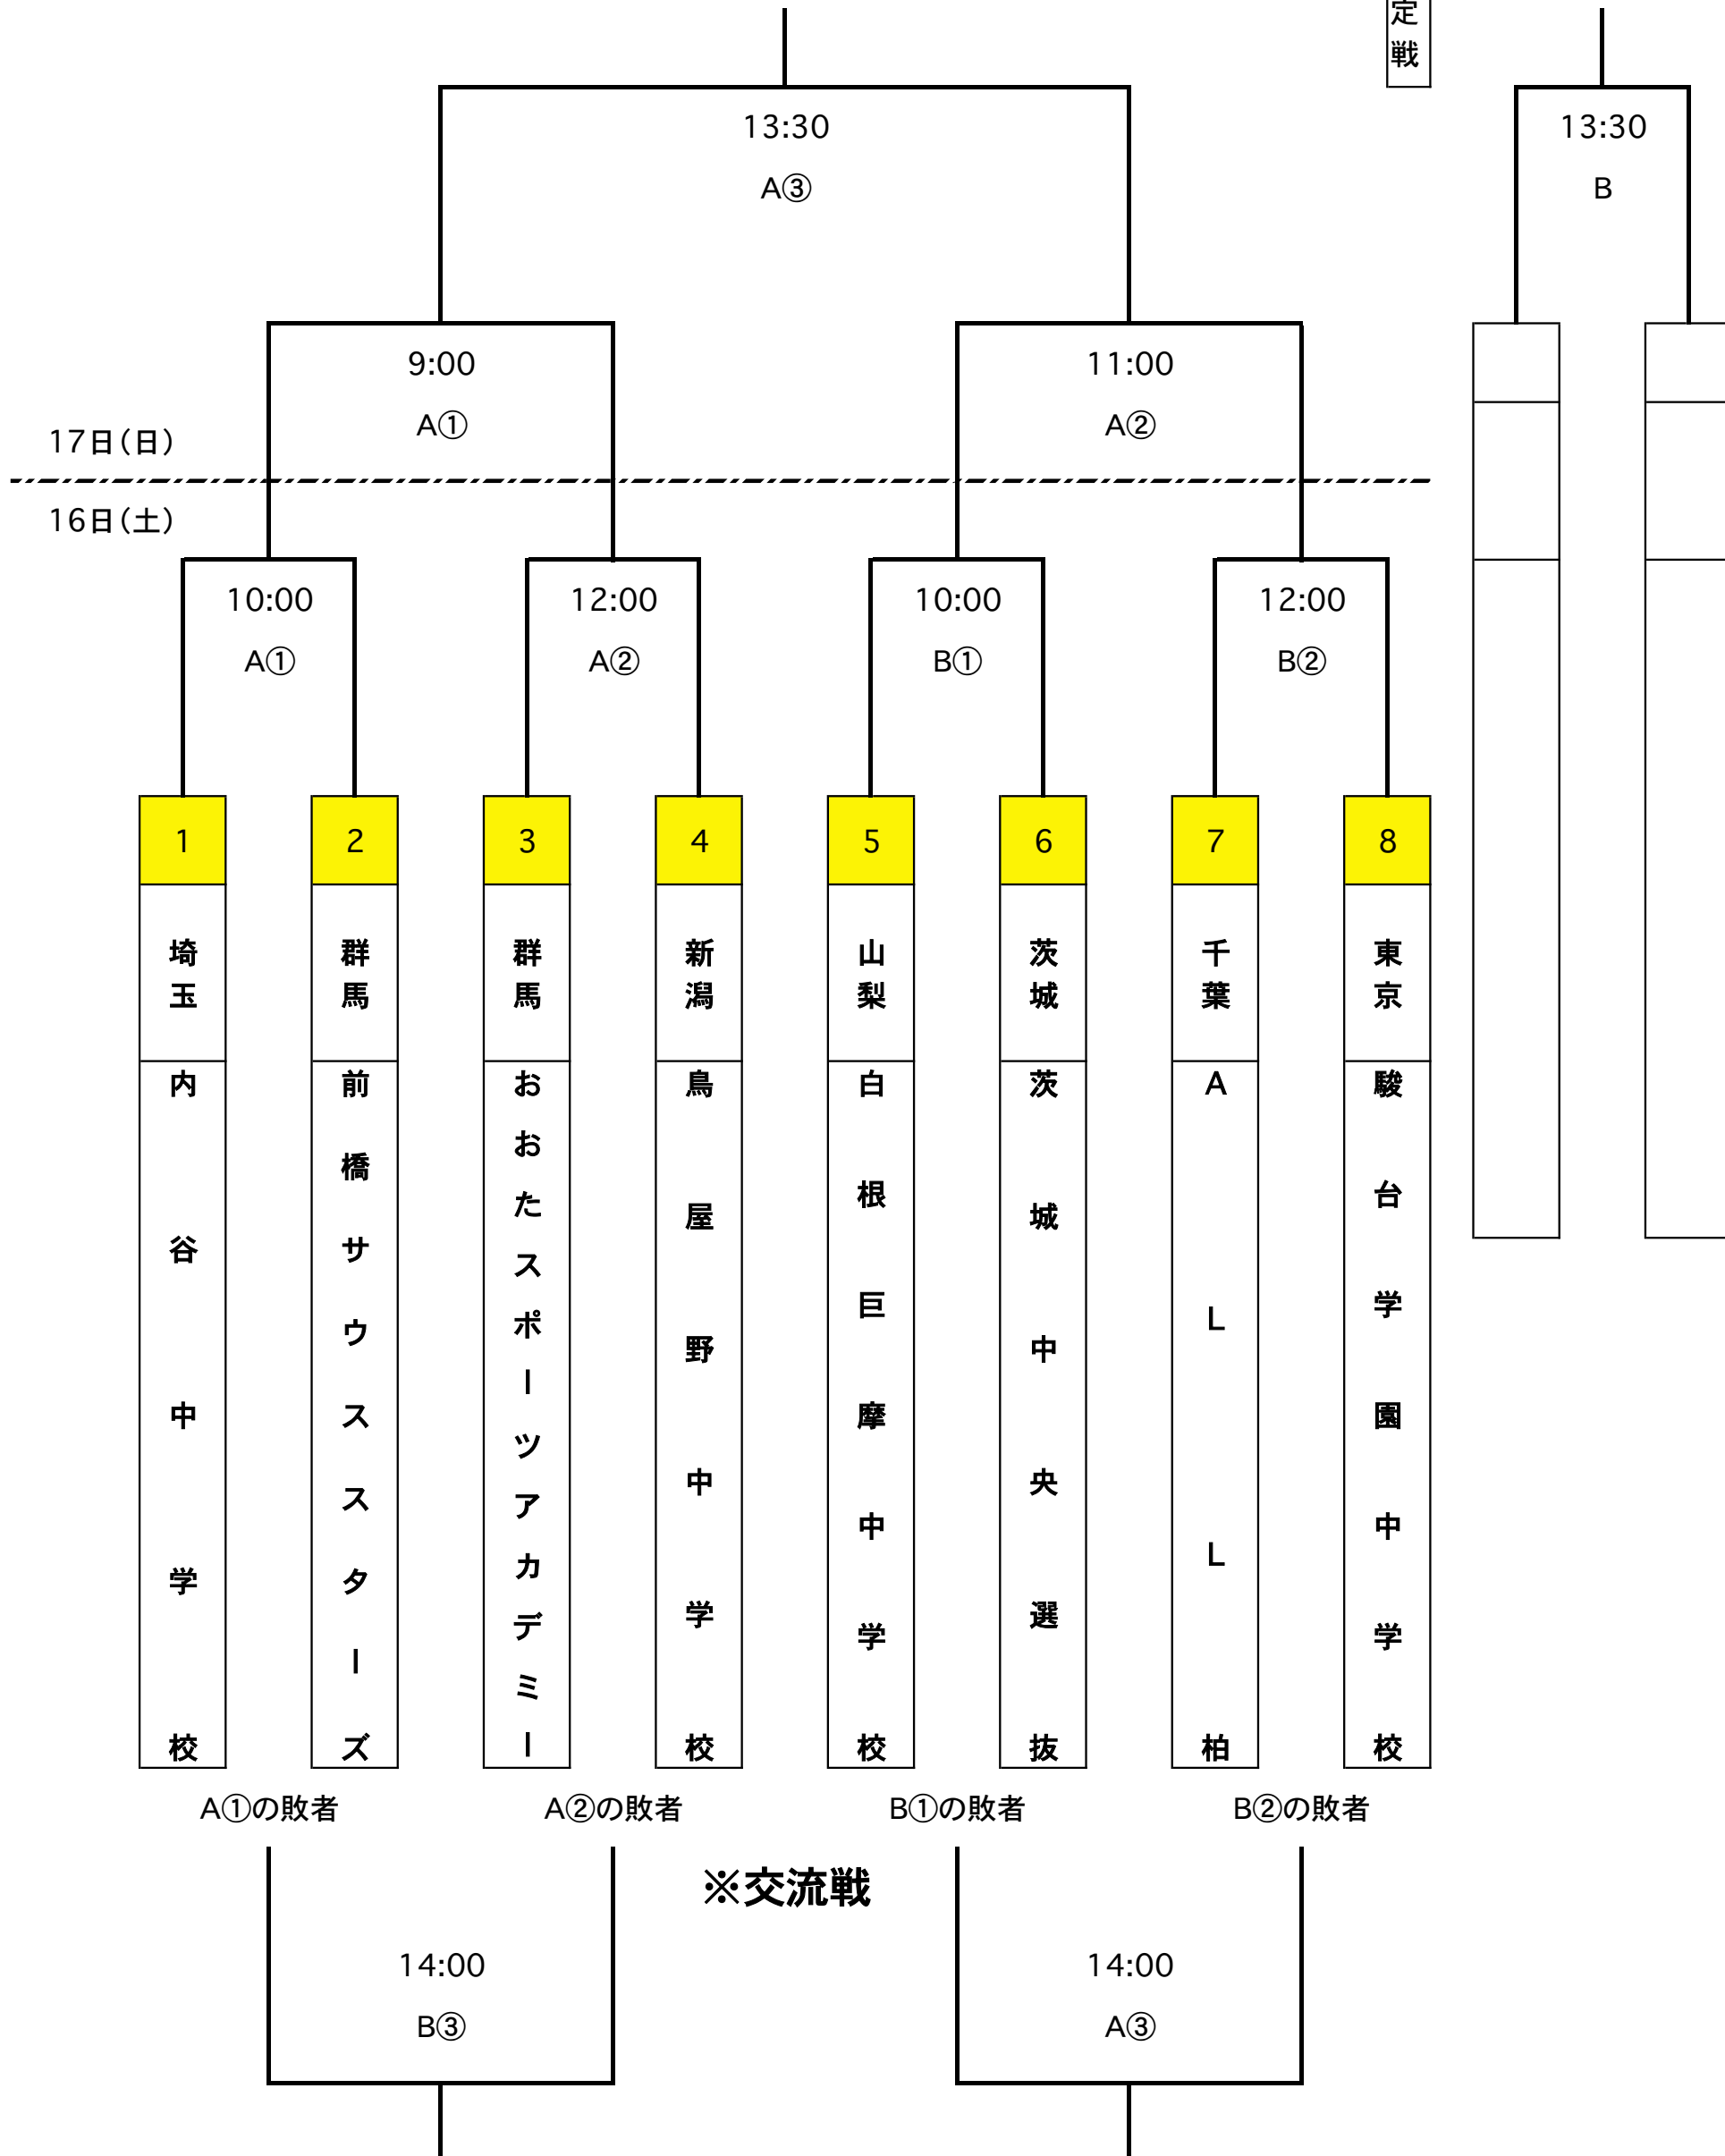 定戦
13:30
A③
13:30
B
9:00
A①
11:00
A②
17日(日)
16日(土)
10:00
A①
12:00
A②
10:00
B①
12:00
B②
1
2
3
4
5
6
7
8
埼玉
群馬
群馬
新潟
山梨
茨城
千葉
東京
内谷中学校
前橋サウススターズ
おおたスポーツアカデミー
鳥屋野中学校
白根巨摩中学校
茨城中央選抜
ALL柏
駿台学園中学校
A①の敗者
A②の敗者
B①の敗者
B②の敗者
※交流戦
14:00
B③
14:00
A③